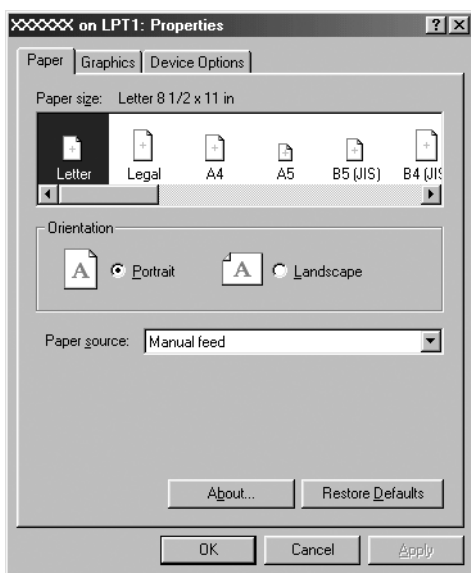 XXXXXX on LPT1: Properties ? X
Paper Graphics Device Options
Paper size: Letter 8 1/2 x 11 in
Letter Legal A4 A5 B5 (JIS) B4 (JIS
Orientation
A Portrait A Landscape
Paper source: Manual feed
About... Restore Defaults
OK Cancel Apply